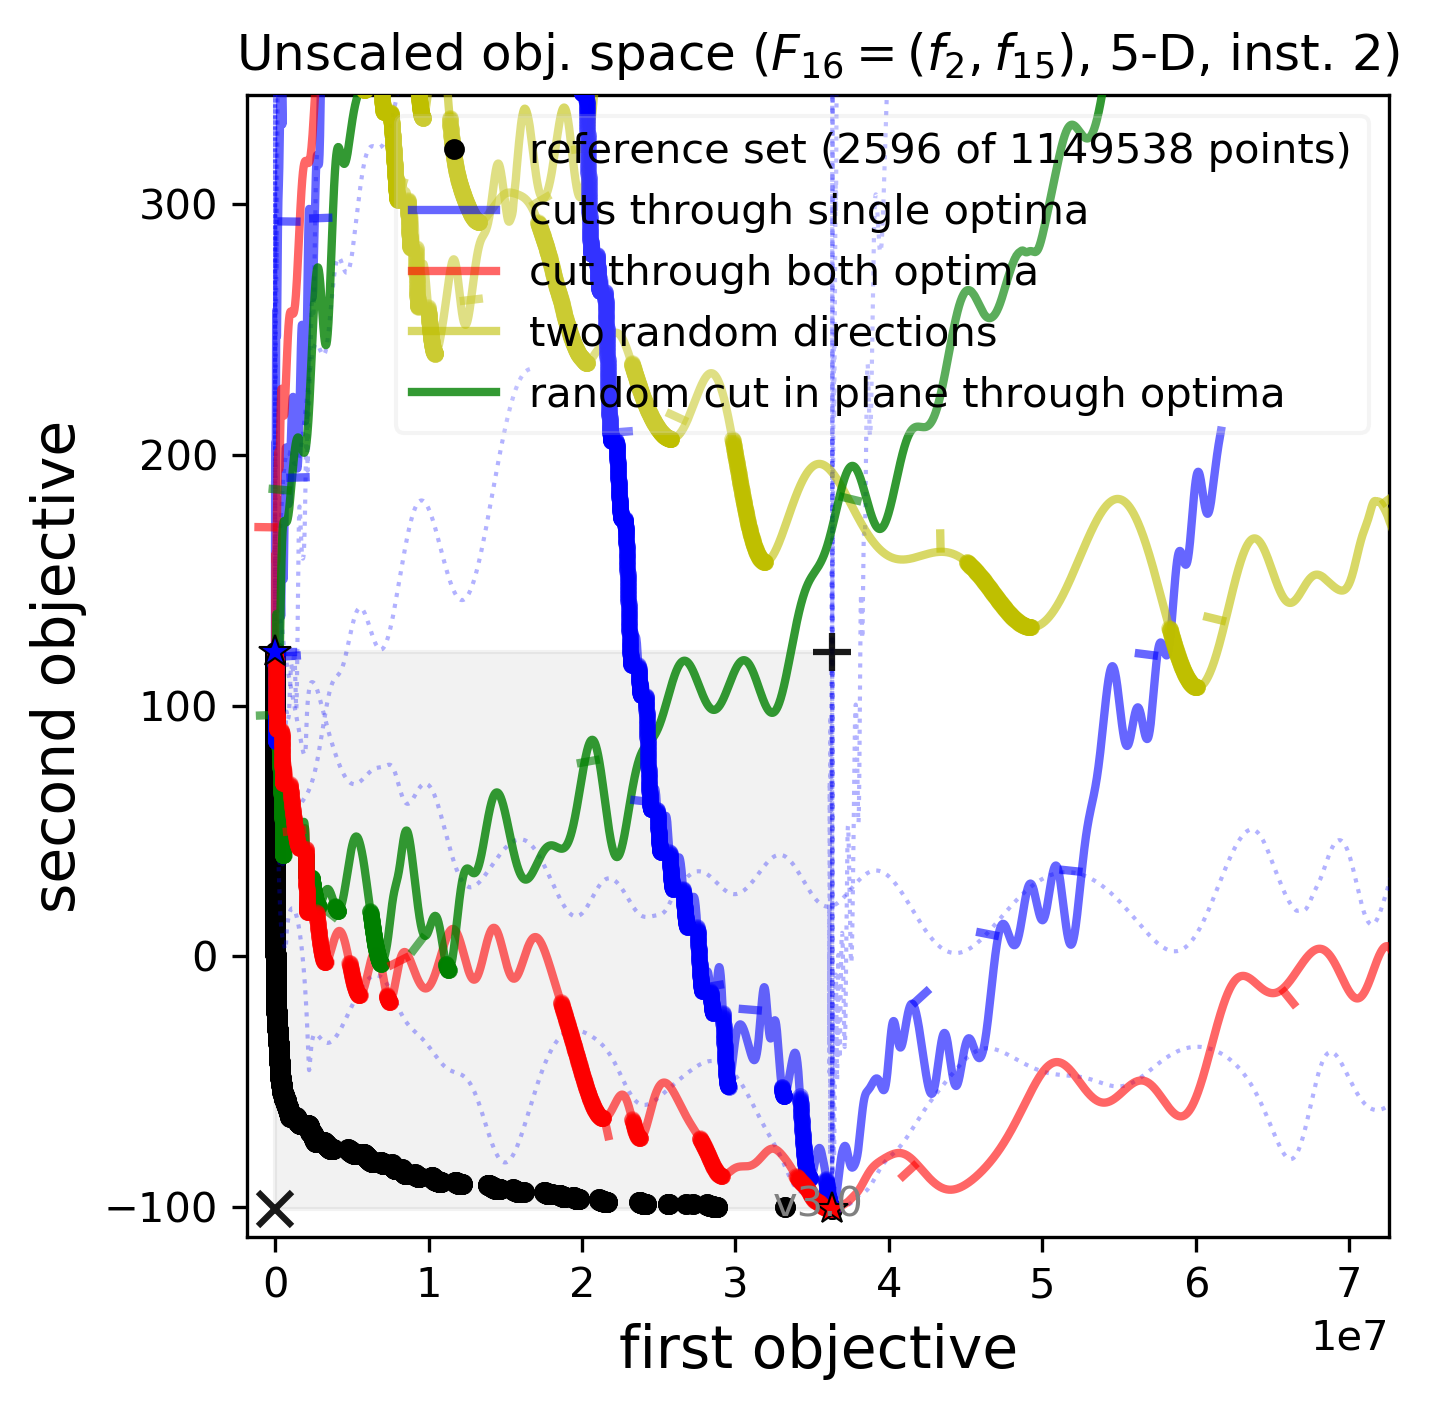 Unscaled obj. space (F₁₆ = (f₂, f₁₅), 5-D, inst. 2)
reference set (2596 of 1149538 points)
cuts through single optima
cut through both optima
two random directions
random cut in plane through optima
second objective
300
200
100
0
−100
v3.0
0 1 2 3 4 5 6 7
1e7
first objective